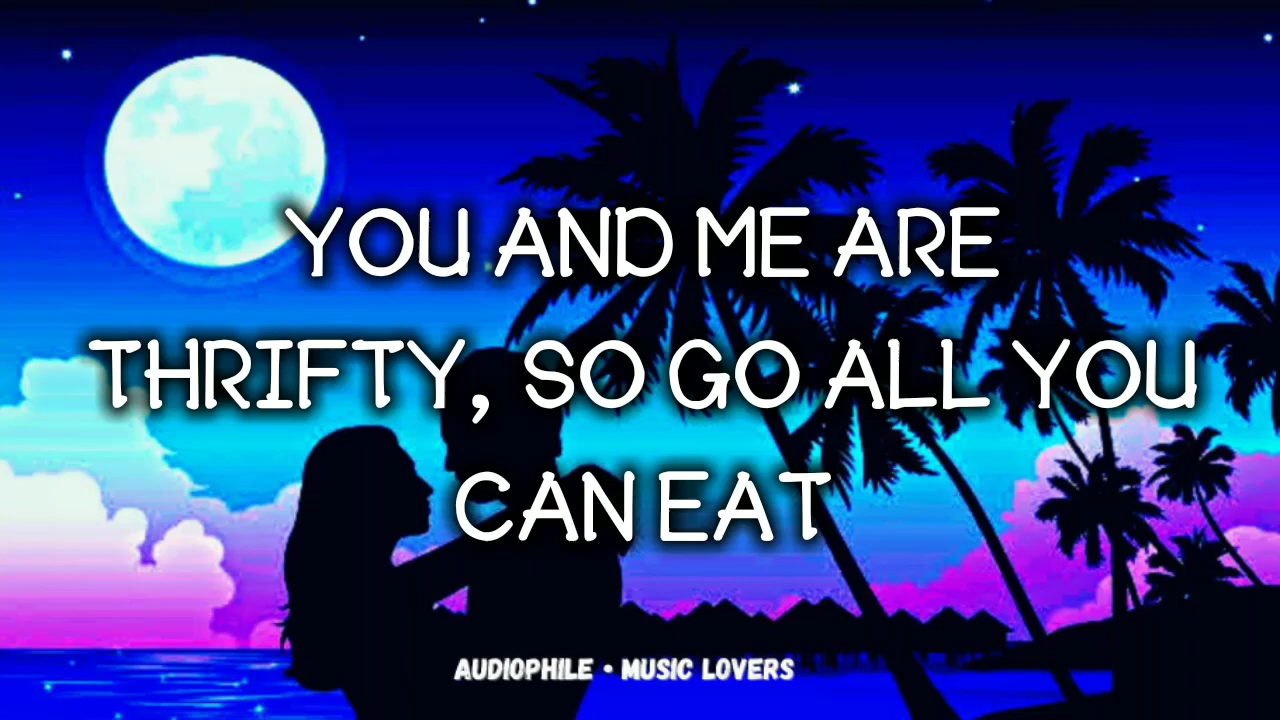 YOU AND ME ARE
THRIFTY, SO GO ALL YOU
CAN EAT
AUDIOPHILE • MUSIC LOVERS